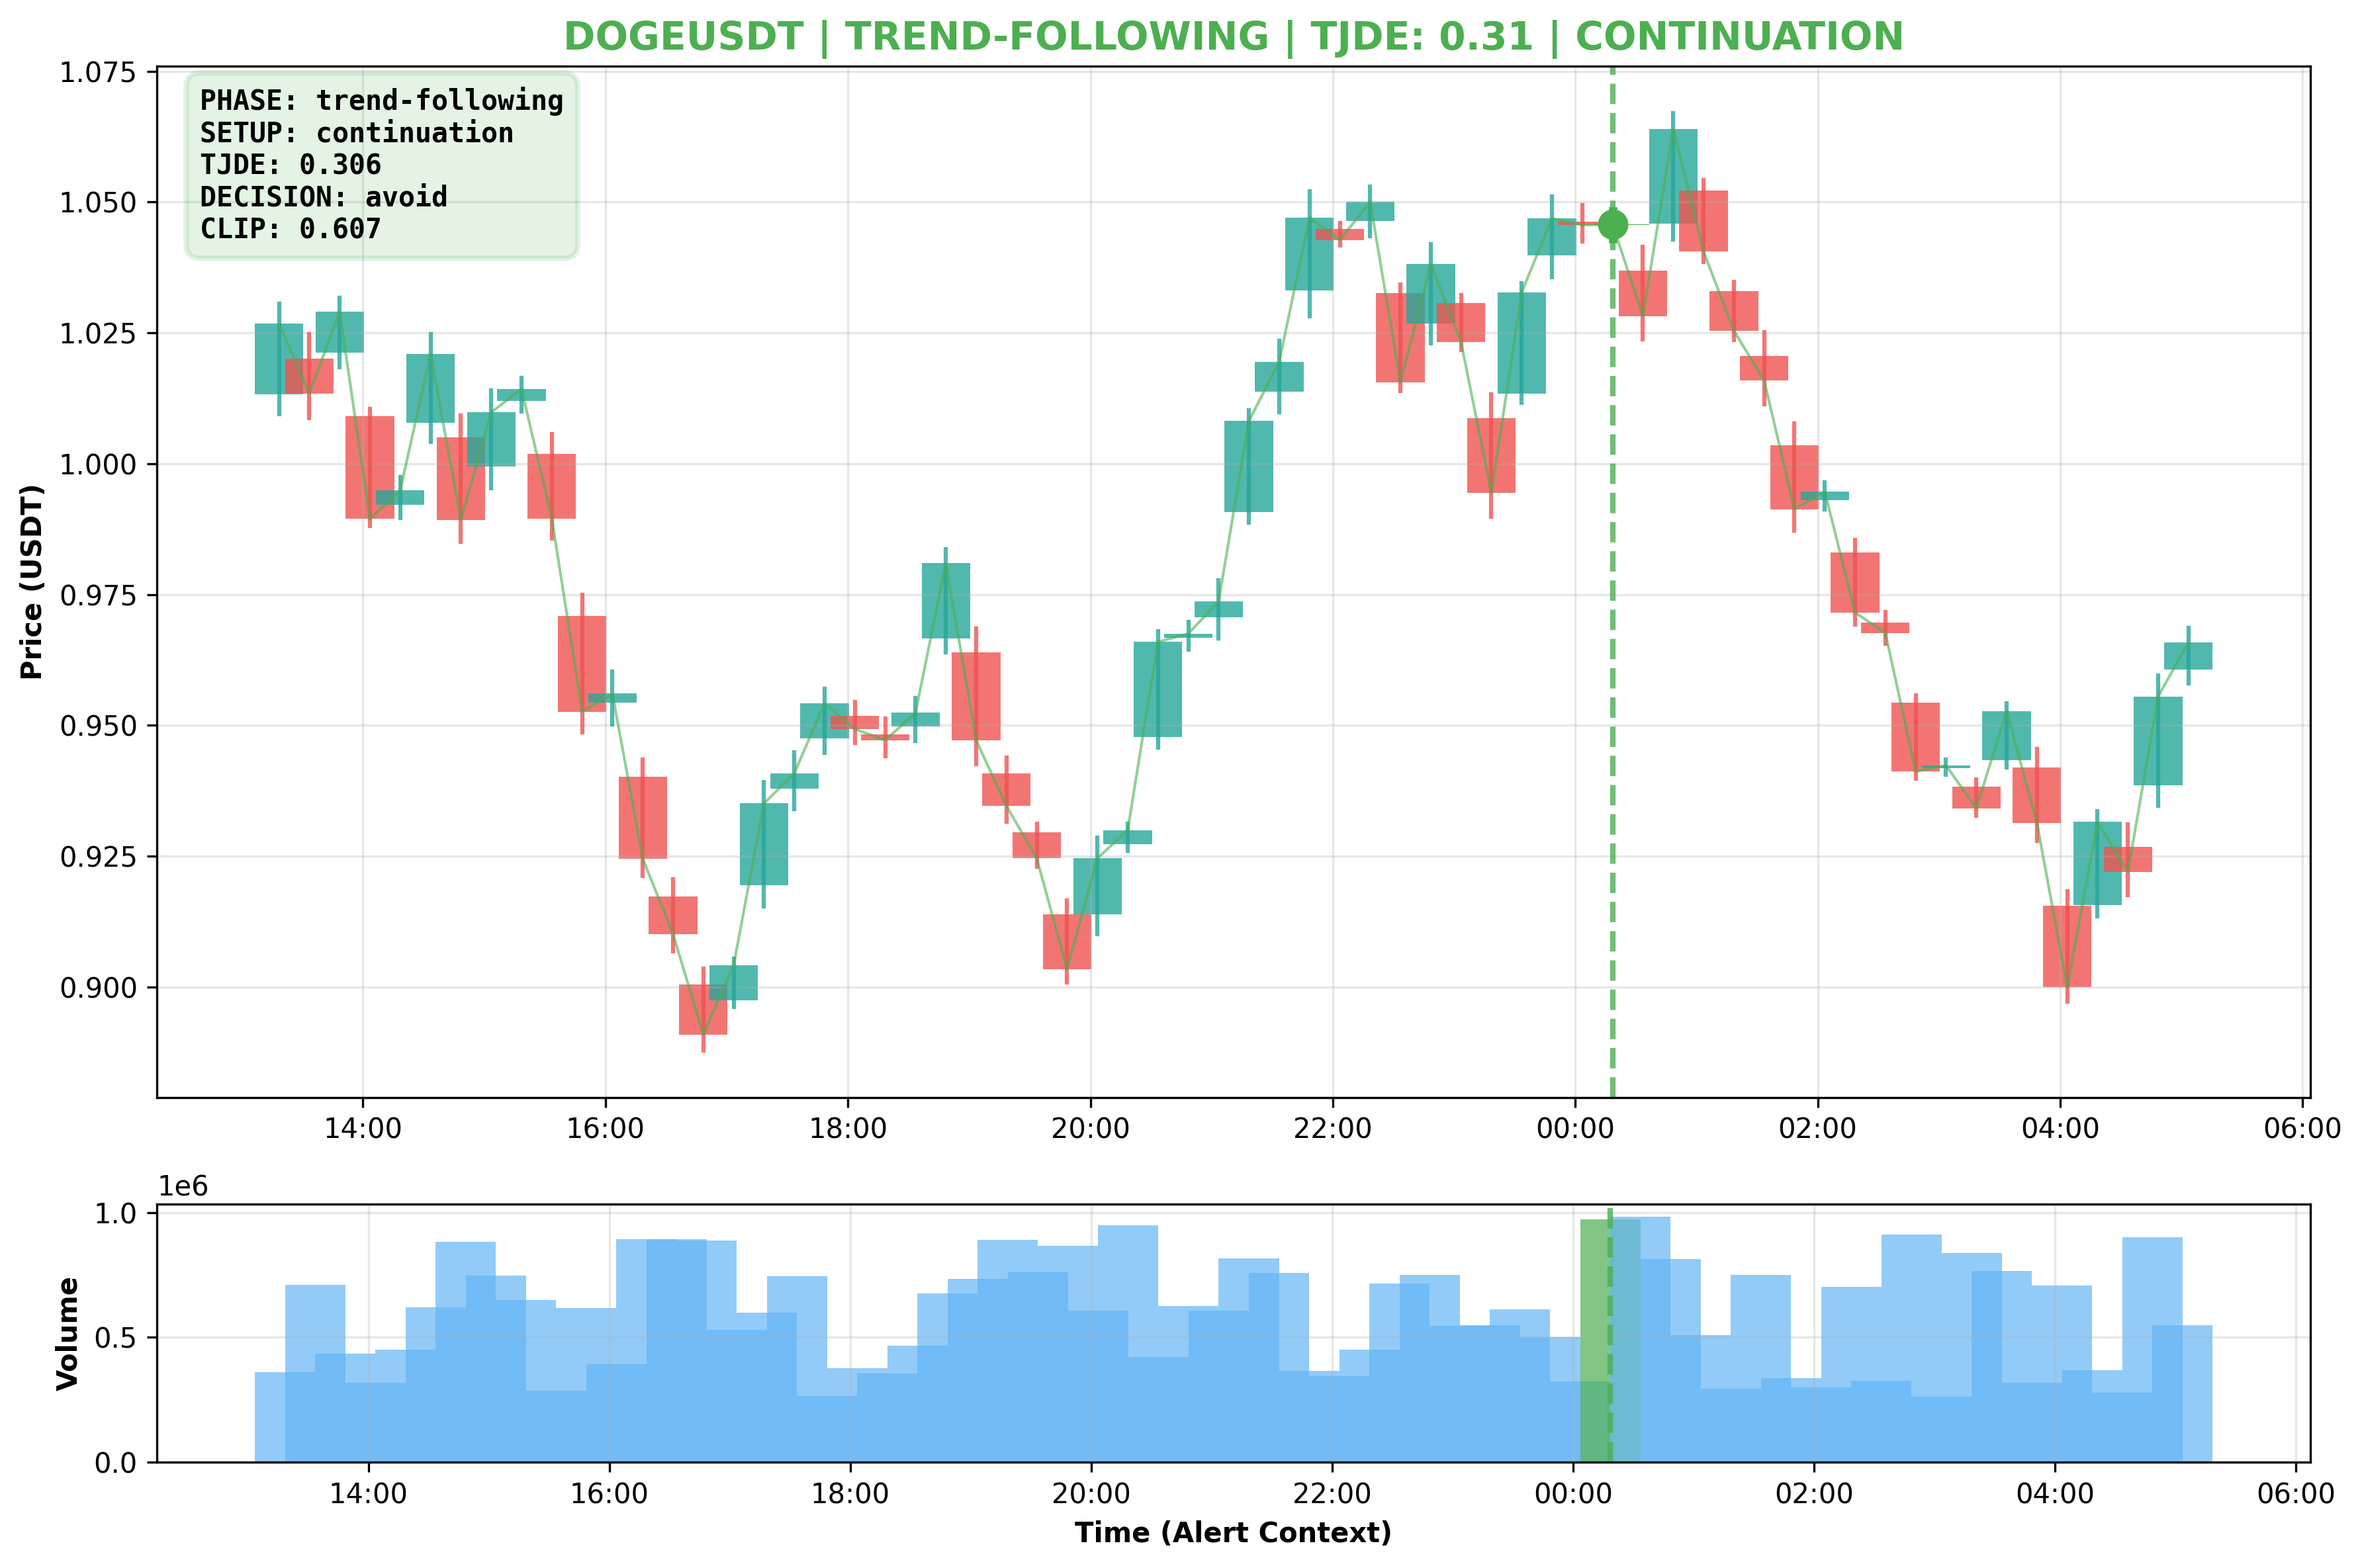 DOGEUSDT | TREND-FOLLOWING | TJDE: 0.31 | CONTINUATION
PHASE: trend-following
SETUP: continuation
TJDE: 0.306
DECISION: avoid
CLIP: 0.607
Price (USDT)
1.075
1.050
1.025
1.000
0.975
0.950
0.925
0.900
14:00 16:00 18:00 20:00 22:00 00:00 02:00 04:00 06:00
1e6
Volume
1.0
0.5
0.0
14:00 16:00 18:00 20:00 22:00 00:00 02:00 04:00 06:00
Time (Alert Context)